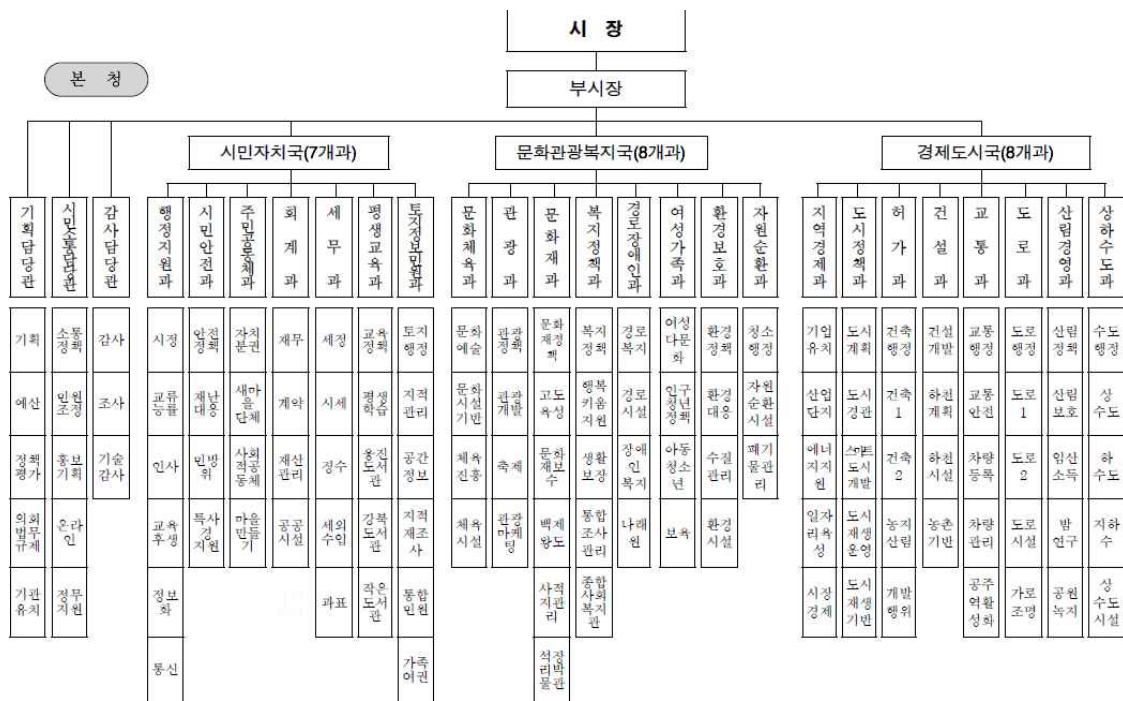 시 장
본 청
부시장
시민자치국(7개과)
문화관광복지국(8개과)
경제도시국(8개과)
기획담당관
기획
예산
정책
평가
의회
법무
규제
기관
유치
시민소통담당관
소통
정책
민원
조정
홍보
기획
온라
인
정무
지원
감사담당관
감사
조사
기술
감사
행정지원과
시정
교류
능률
인사
교육
후생
정보
화
통신
시민안전과
안전
정책
재난
대응
민방
위
특사
경
지원
주민공동체과
자치
분권
새마
을
단체
사회
적공
동체
마을
만들
기
회계과
재무
계약
재산
관리
공공
시설
세무과
세정
시세
징수
세외
수입
과표
평생교육과
교육
정책
평생
학습
웅진
도서
관
강북
도서
관
작은
도서
관
토지정보민원과
토지
행정
지적
관리
공간
정보
지적
재조
사
통합
민원
가족
여권
문화체육과
문화
예술
문화
시설
기반
체육
진흥
체육
시설
관광과
관광
정책
관광
개발
축제
관광
마케
팅
문화재과
문화
재정
책
고도
육성
문화
재보
수
백제
왕도
사적
지관
리
석장
리박
물관
복지정책과
복지
정책
행복
키움
지원
생활
보장
통합
조사
관리
종합
사회
복지
관
경로장애인과
경로
복지
경로
시설
장애
인
복지
나래
원
여성가족과
여성
다문
화
인구
청년
정책
아동
청소
년
보육
환경보호과
환경
정책
환경
대응
수질
관리
환경
시설
자원순환과
청소
행정
자원
순환
시설
폐기
물관
리
지역경제과
기업
유치
산업
단지
에너
지지
원
일자
리육
성
시장
경제
도시정책과
도시
계획
도시
경관
스마트
도시
개발
도시
재생
운영
도시
재생
기반
허가과
건축
행정
건축
1
건축
2
농지
산림
개발
행위
건설과
건설
개발
하천
계획
하천
시설
농촌
기반
교통과
교통
행정
교통
안전
차량
등록
차량
관리
공주
역활
성화
도로과
도로
행정
도로
1
도로
2
도로
시설
가로
조명
산림경영과
산림
정책
산림
보호
임산
소득
밤
연구
공원
녹지
상하수도과
수도
행정
상
수도
하
수도
지하
수
상
수도
시설